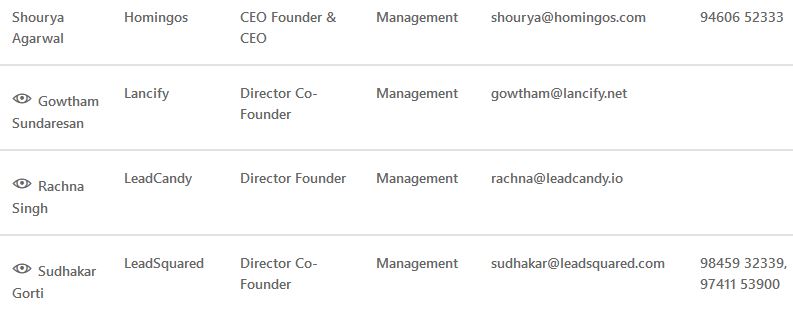 Shourya Agarwal Homingos CEO Founder & CEO Management shourya@homingos.com 94606 52333
Gowtham Sundaresan Lancify Director Co-Founder Management gowtham@lancify.net
Rachna Singh LeadCandy Director Founder Management rachna@leadcandy.io
Sudhakar Gorti LeadSquared Director Co-Founder Management sudhakar@leadsquared.com 98459 32339, 97411 53900